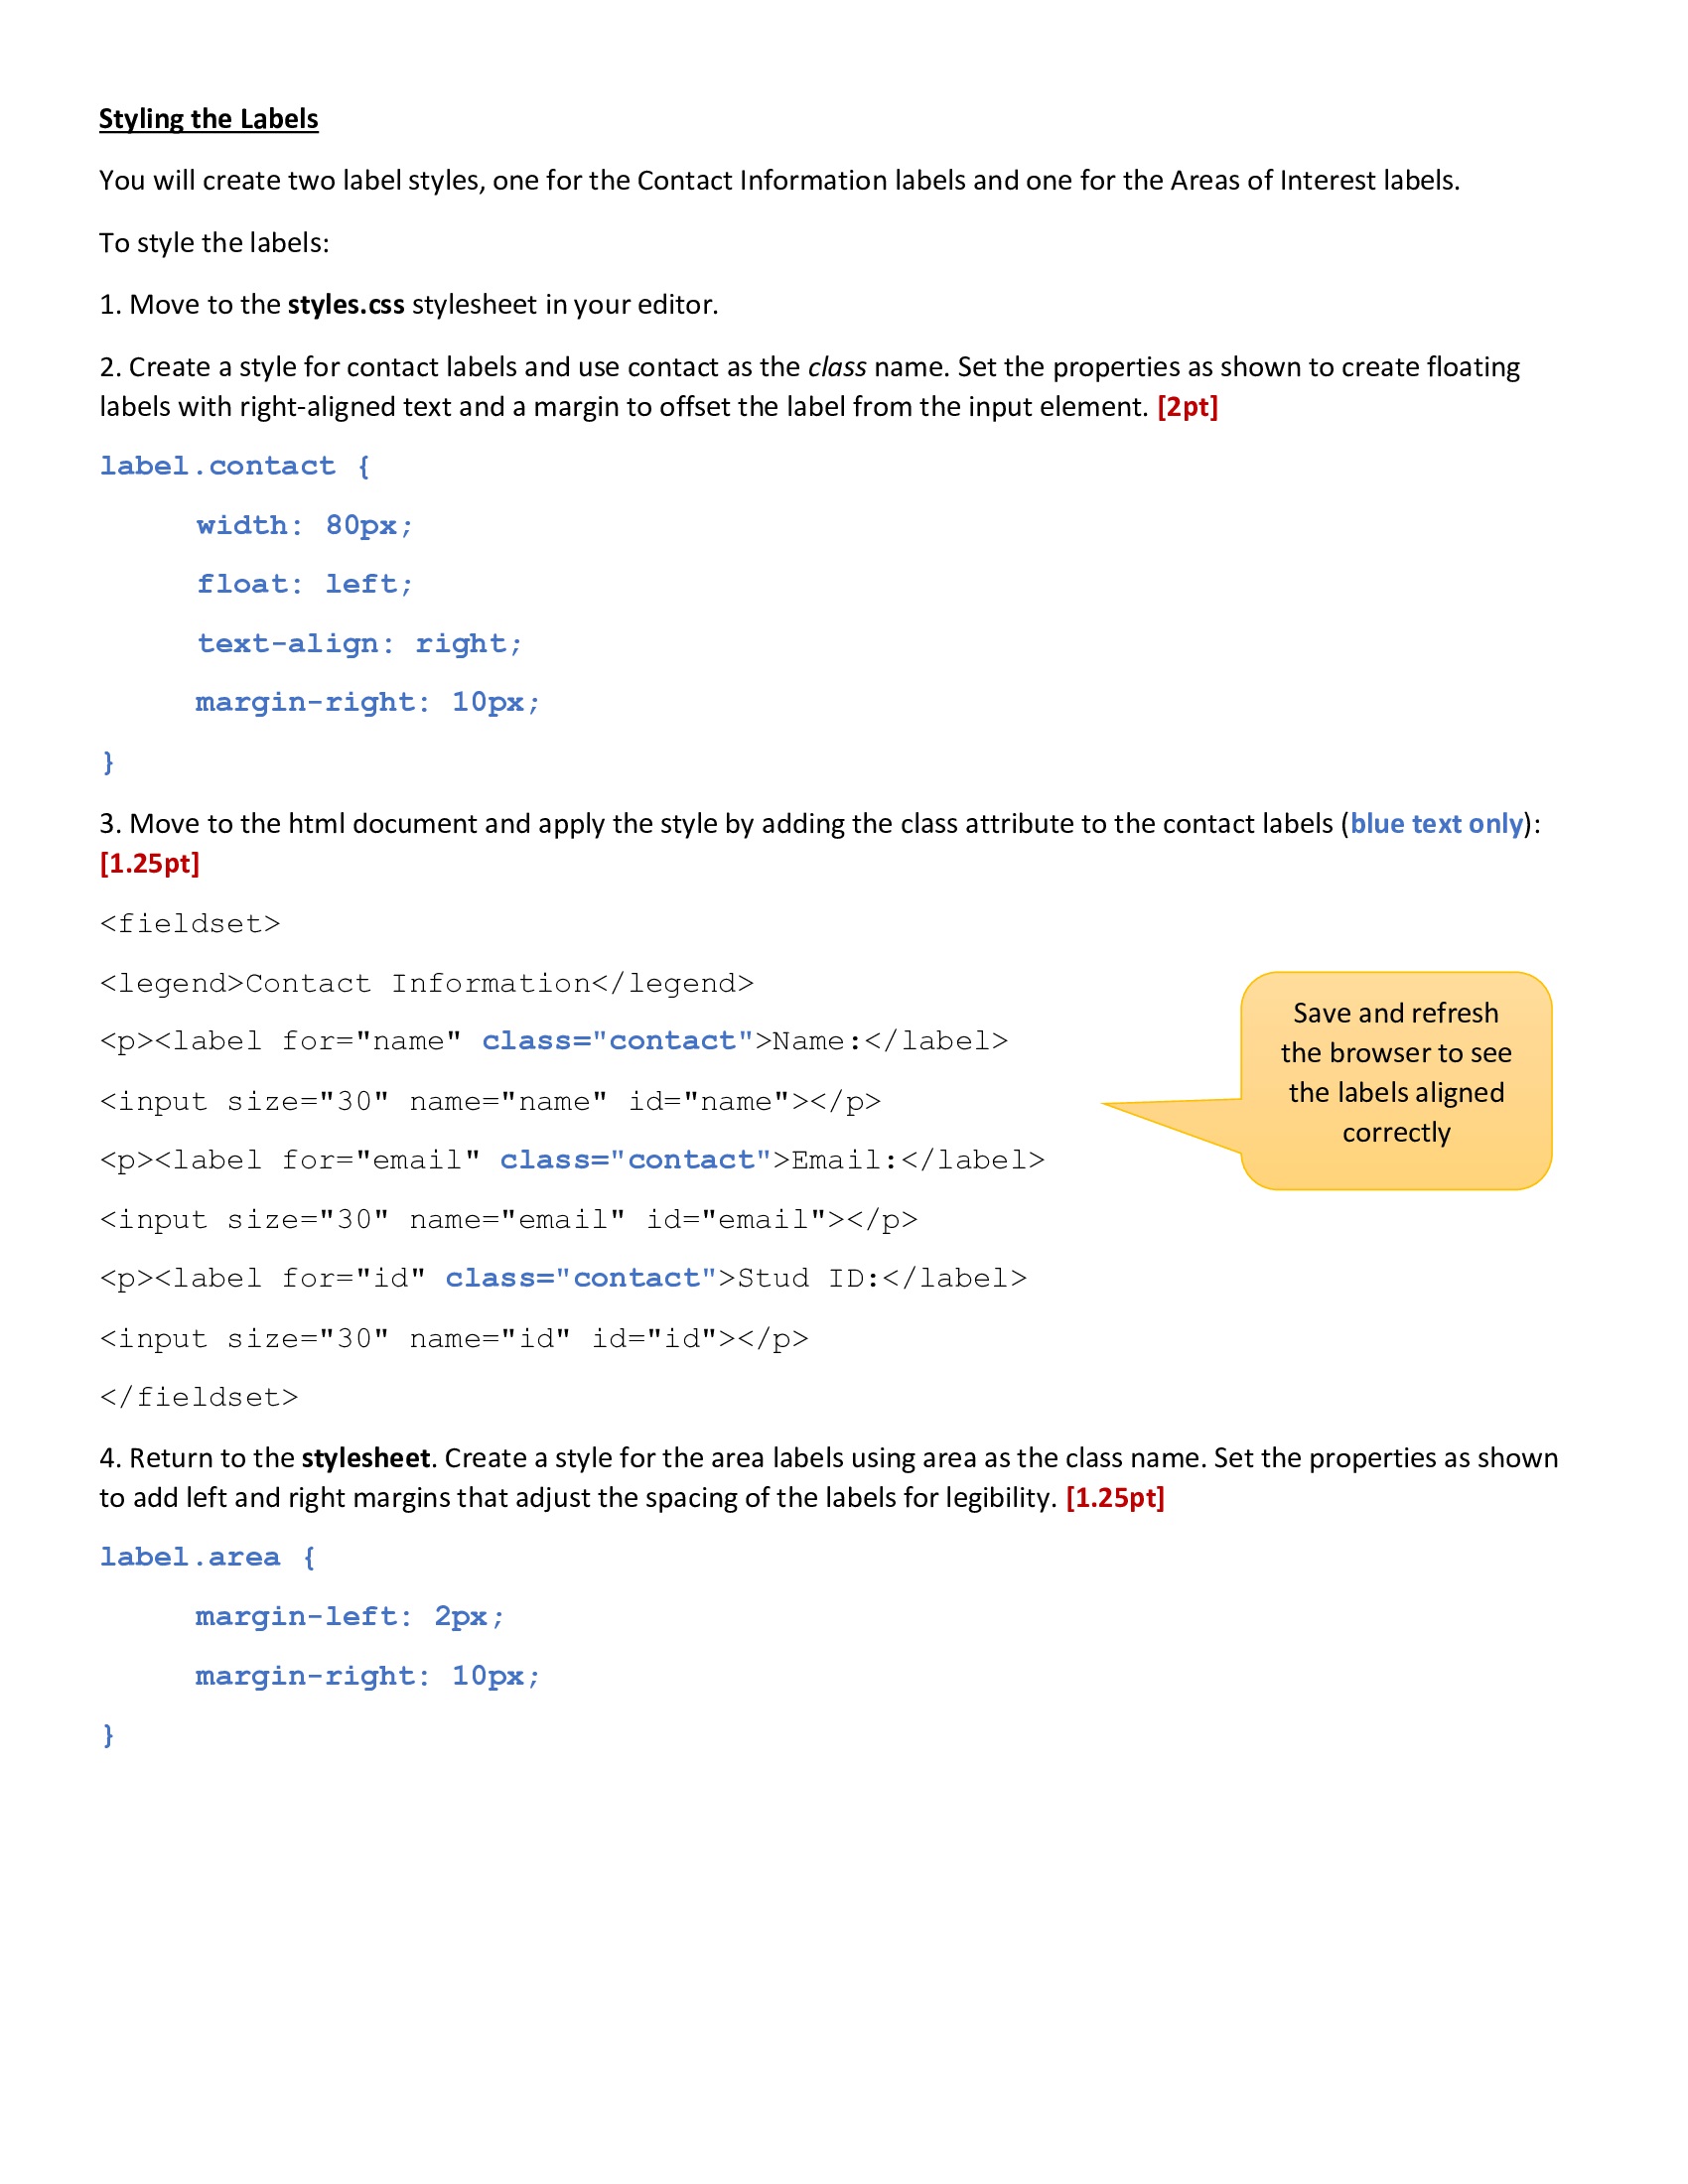 Styling the Labels
You will create two label styles, one for the Contact Information labels and one for the Areas of Interest labels.
To style the labels:
1. Move to the styles.css stylesheet in your editor.
2. Create a style for contact labels and use contact as the class name. Set the properties as shown to create floating
labels with right-aligned text and a margin to offset the label from the input element. [2pt]
label.contact {
width: 80px;
float: left;
text-align: right;
margin-right: 10px;
}
3. Move to the html document and apply the style by adding the class attribute to the contact labels (blue text only):
[1.25pt]
<fieldset>
<legend>Contact Information</legend>
<p><label for="name" class="contact">Name:</label>
<input size="30" name="name" id="name"></p>
<p><label for="email" class="contact">Email:</label>
<input size="30" name="email" id="email"></p>
<p><label for="id" class="contact">Stud ID:</label>
<input size="30" name="id" id="id"></p>
</fieldset>
Save and refresh
the browser to see
the labels aligned
correctly
4. Return to the stylesheet. Create a style for the area labels using area as the class name. Set the properties as shown
to add left and right margins that adjust the spacing of the labels for legibility. [1.25pt]
label.area {
margin-left: 2px;
margin-right: 10px;
}